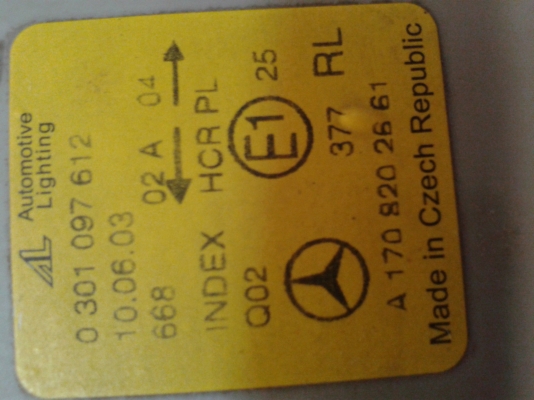 AL Automotive
Lighting
0 301 097 612
10.06.03
668 02 A 04
INDEX HCR PL
Q02 E1 25
377 RL
A 170 820 26 61
Made in Czech Republic